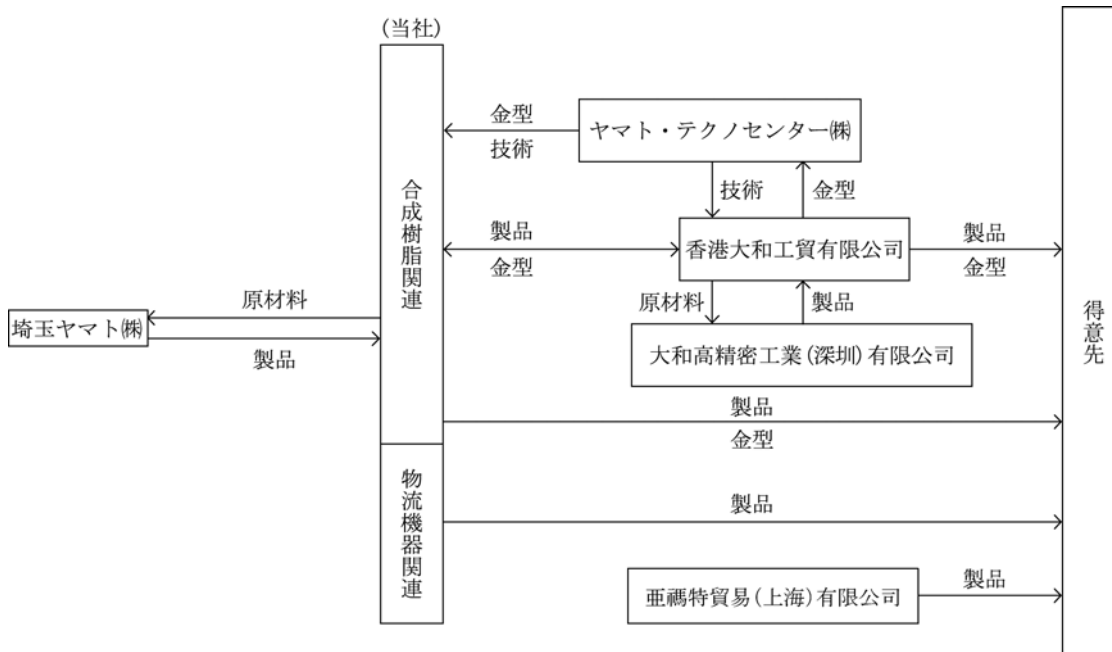 (当社)
合成樹脂関連
物流機器関連
埼玉ヤマト㈱
原材料
製品
金型
技術
ヤマト・テクノセンター㈱
技術
金型
製品
金型
香港大和工貿有限公司
製品
金型
原材料
製品
大和高精密工業(深圳)有限公司
製品
金型
製品
亜禡特貿易(上海)有限公司
製品
得意先